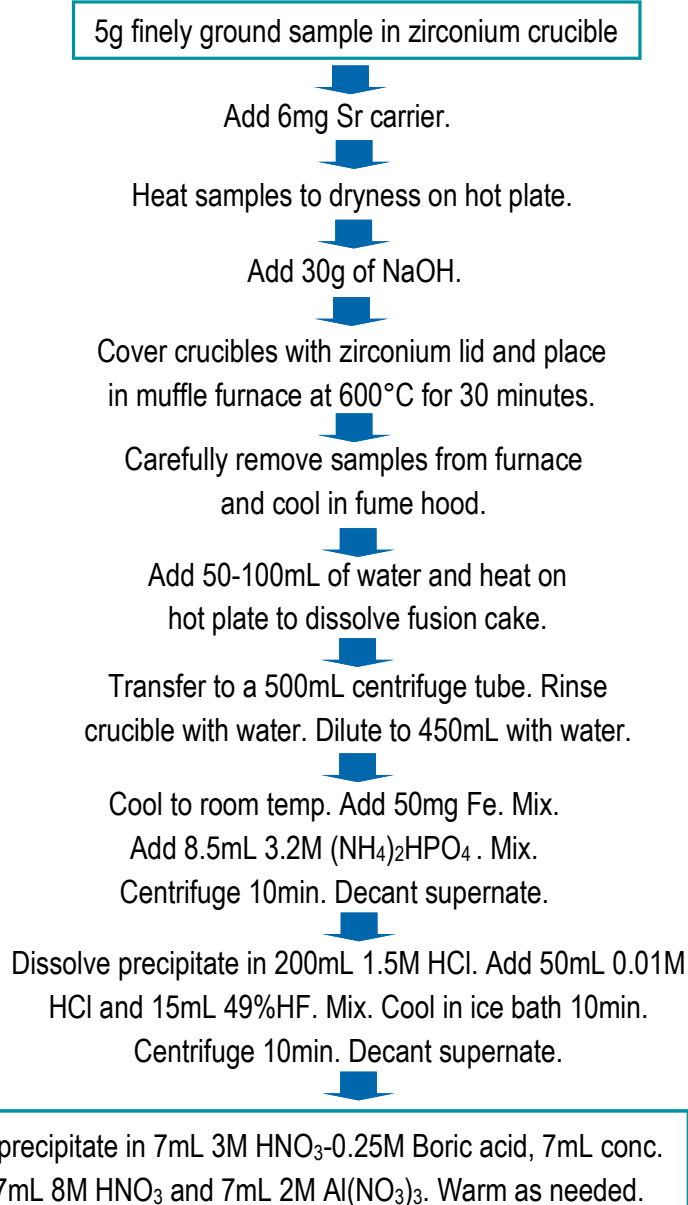 5g finely ground sample in zirconium crucible
Add 6mg Sr carrier.
Heat samples to dryness on hot plate.
Add 30g of NaOH.
Cover crucibles with zirconium lid and place
in muffle furnace at 600°C for 30 minutes.
Carefully remove samples from furnace
and cool in fume hood.
Add 50-100mL of water and heat on
hot plate to dissolve fusion cake.
Transfer to a 500mL centrifuge tube. Rinse
crucible with water. Dilute to 450mL with water.
Cool to room temp. Add 50mg Fe. Mix.
Add 8.5mL 3.2M (NH₄)₂HPO₄ . Mix.
Centrifuge 10min. Decant supernate.
Dissolve precipitate in 200mL 1.5M HCl. Add 50mL 0.01M
HCl and 15mL 49%HF. Mix. Cool in ice bath 10min.
Centrifuge 10min. Decant supernate.
precipitate in 7mL 3M HNO₃-0.25M Boric acid, 7mL conc.
7mL 8M HNO₃ and 7mL 2M Al(NO₃)₃. Warm as needed.